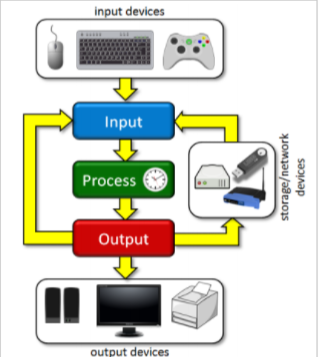 input devices
Input
Process
storage/network
devices
Output
output devices